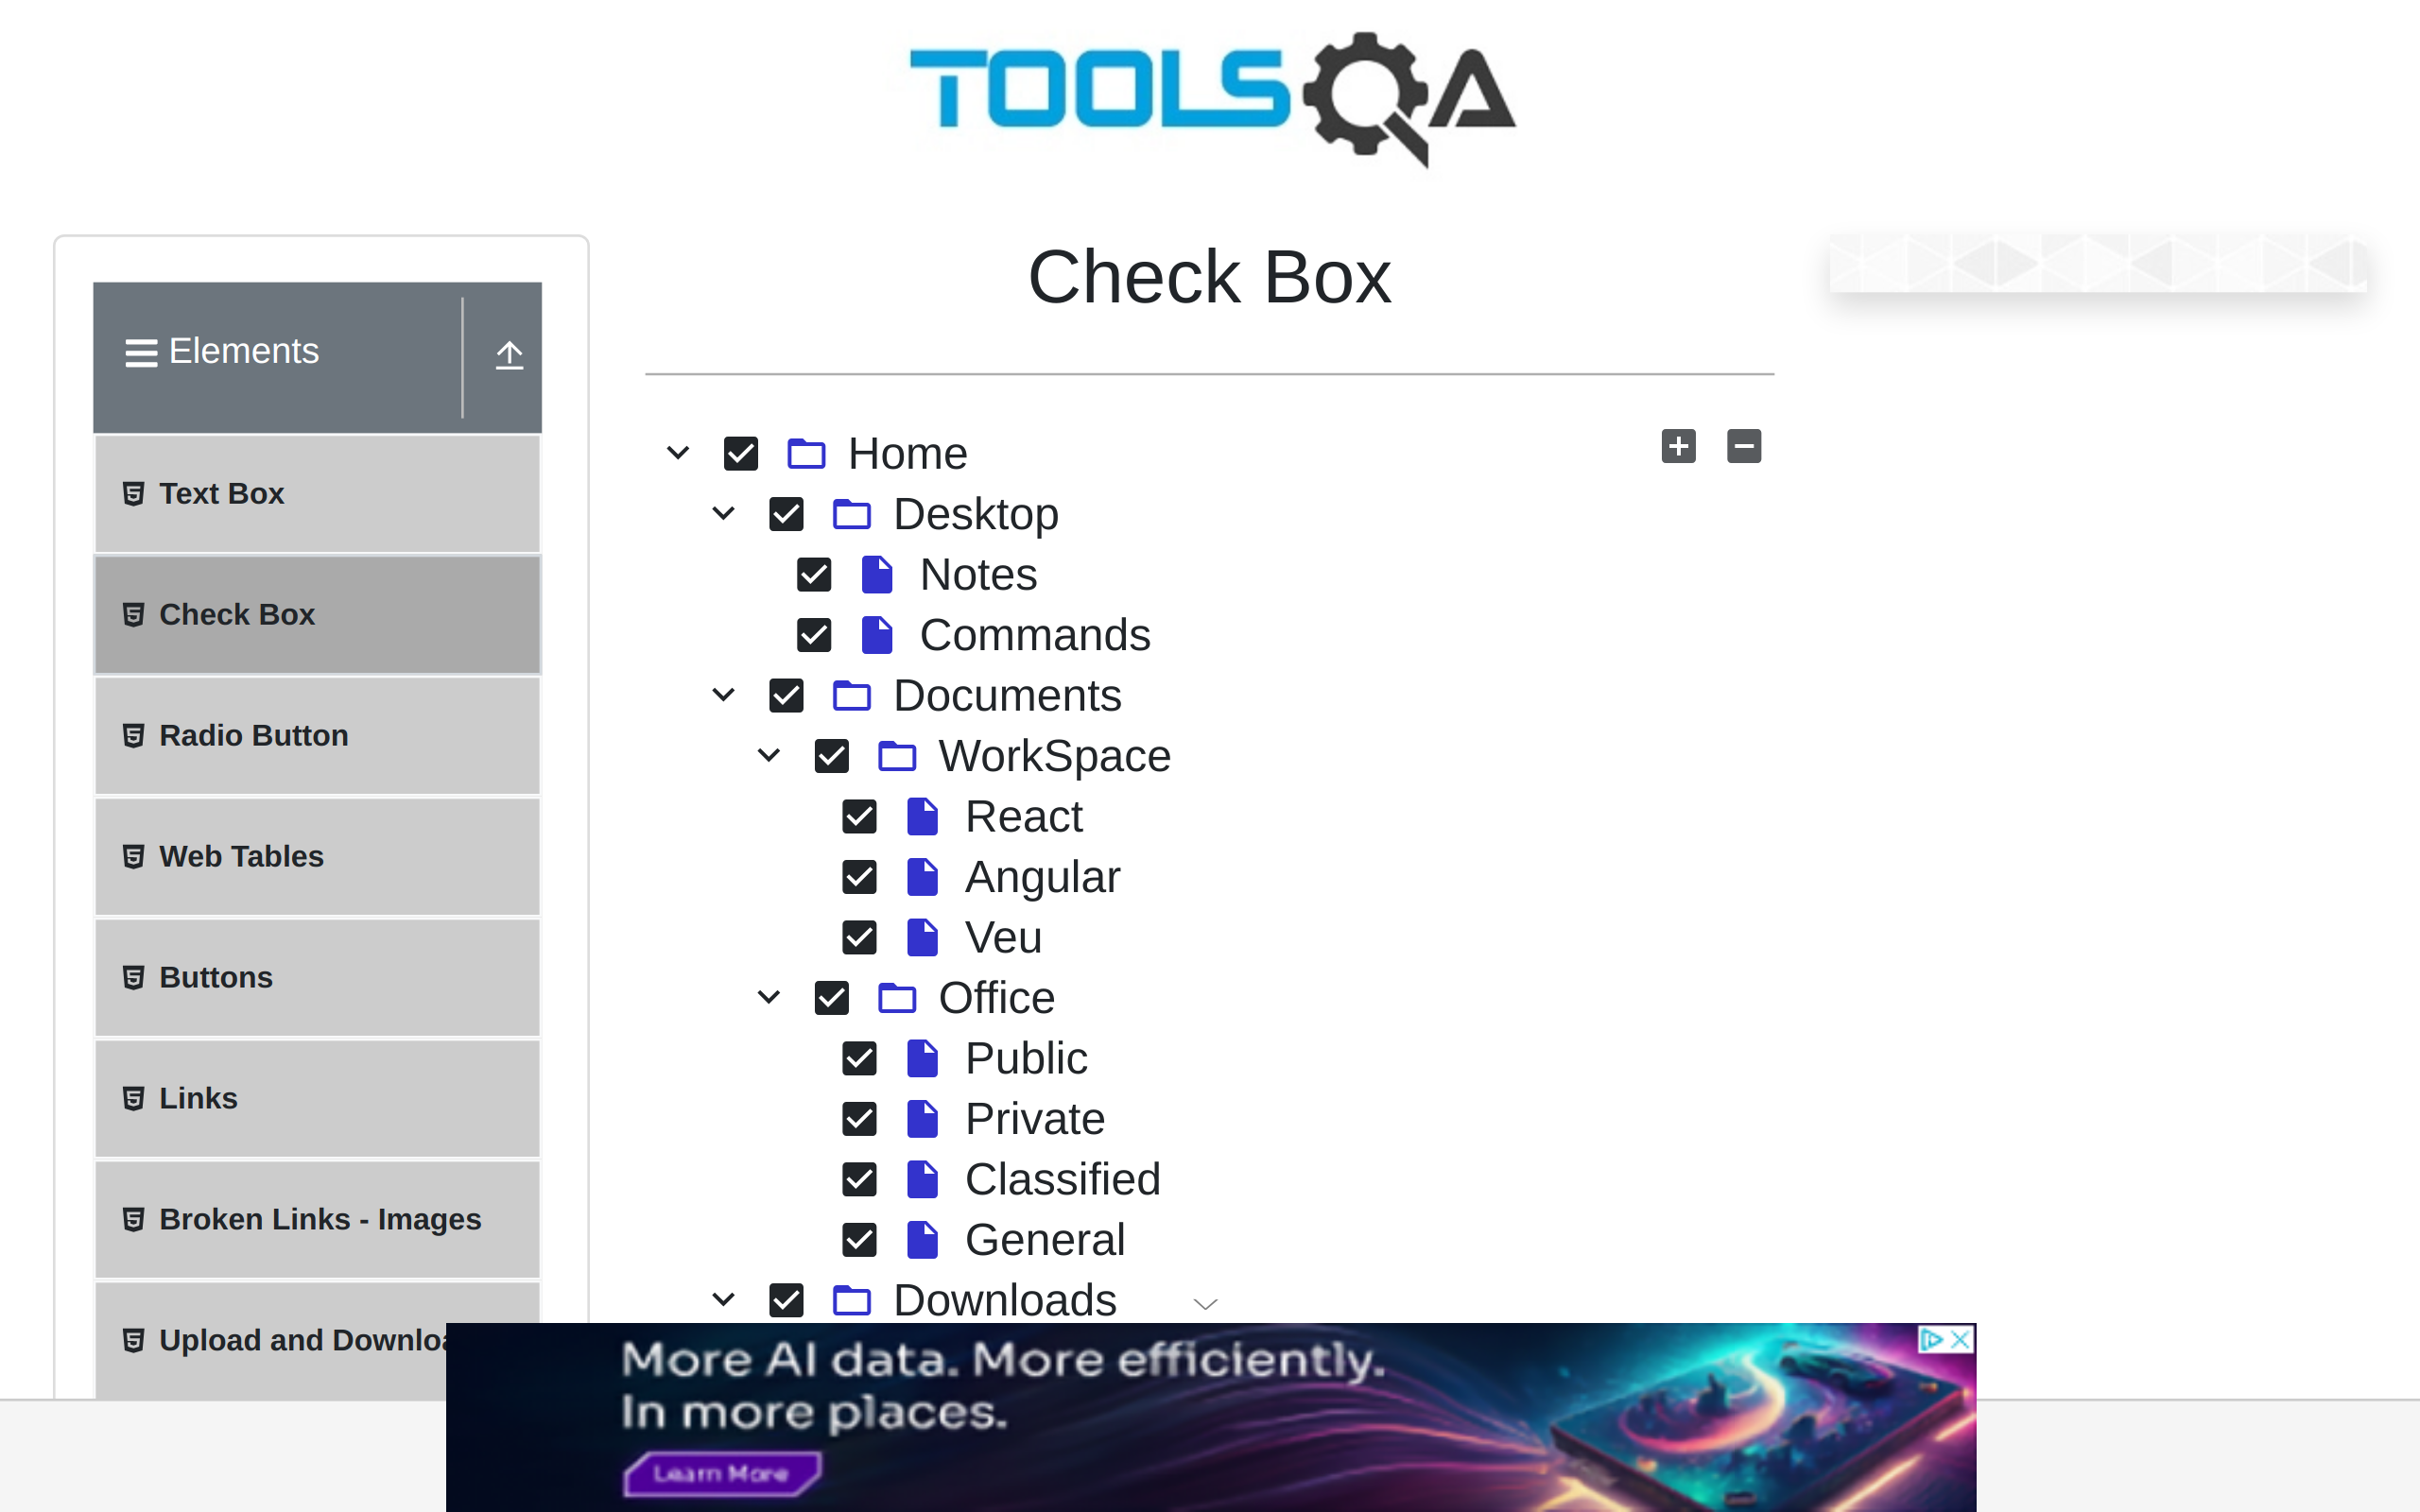 TOOLSQA
Check Box
Elements
Text Box
Check Box
Radio Button
Web Tables
Buttons
Links
Broken Links - Images
Upload and Downloa
Home
Desktop
Notes
Commands
Documents
WorkSpace
React
Angular
Veu
Office
Public
Private
Classified
General
Downloads
More AI data. More efficiently.
In more places.
Learn More